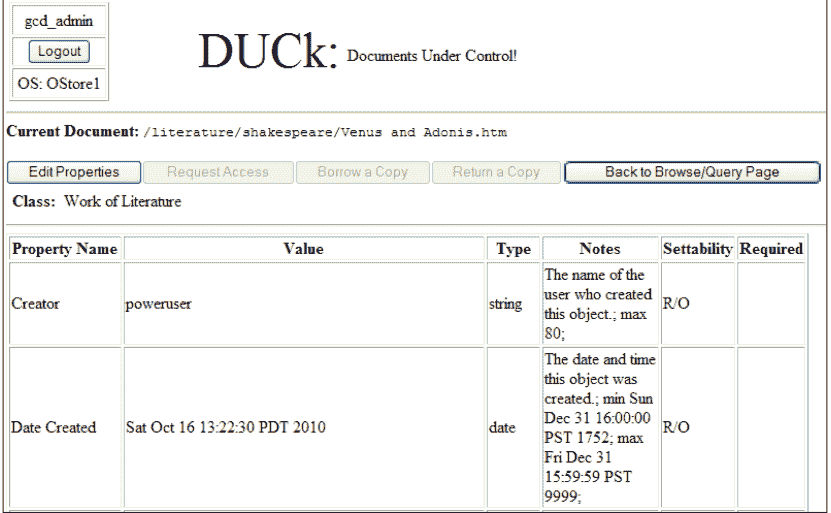 gcd_admin
Logout
OS: OStore1
DUCk: Documents Under Control!
Current Document: /literature/shakespeare/Venus and Adonis.htm
Edit Properties Request Access Borrow a Copy Return a Copy Back to Browse/Query Page
Class: Work of Literature
Property Name Value Type Notes Settability Required
Creator poweruser string The name of the
user who created
this object.; max
80; R/O
Date Created Sat Oct 16 13:22:30 PDT 2010 date The date and time
this object was
created.; min Sun
Dec 31 16:00:00
PST 1752; max
Fri Dec 31
15:59:59 PST
9999; R/O